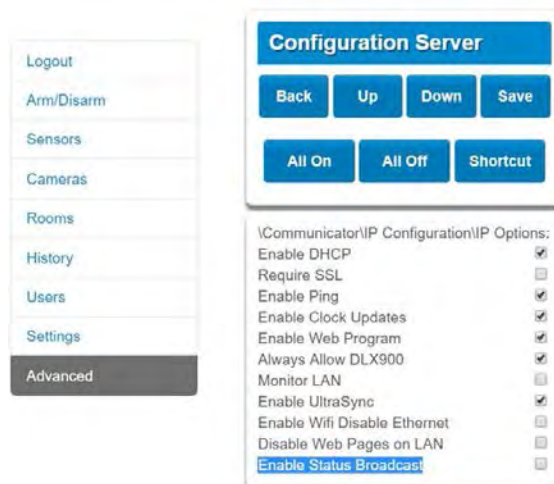 Logout
Arm/Disarm
Sensors
Cameras
Rooms
History
Users
Settings
Advanced
Configuration Server
Back Up Down Save
All On All Off Shortcut
\Communicator\IP Configuration\IP Options:
Enable DHCP
Require SSL
Enable Ping
Enable Clock Updates
Enable Web Program
Always Allow DLX900
Monitor LAN
Enable UltraSync
Enable Wifi Disable Ethernet
Disable Web Pages on LAN
Enable Status Broadcast